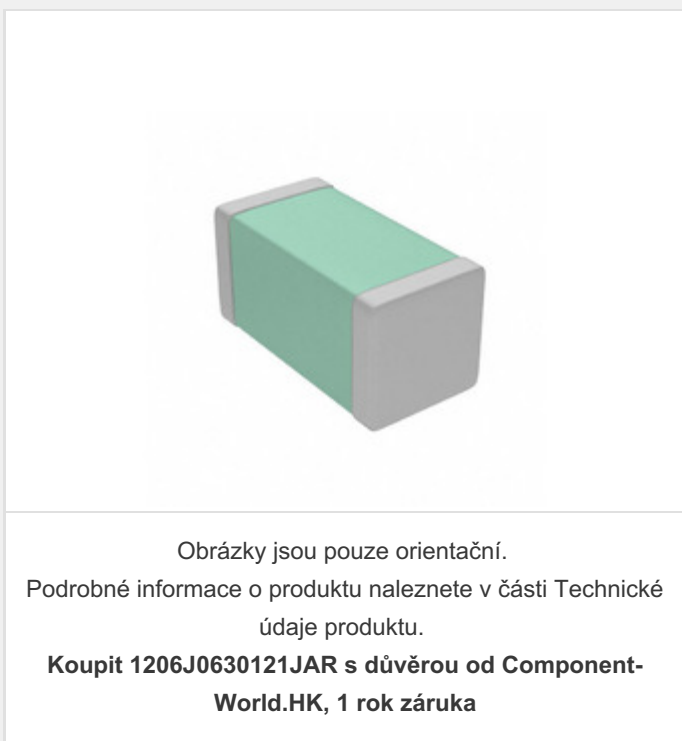 Obrázky jsou pouze orientační.
Podrobné informace o produktu naleznete v části Technické
údaje produktu.
Koupit 1206J0630121JAR s důvěrou od Component-
World.HK, 1 rok záruka